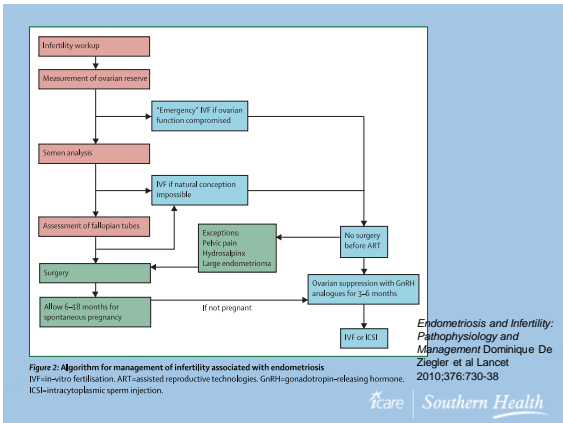 Infertility workup
Measurement of ovarian reserve
"Emergency" IVF if ovarian
function compromised
Semen analysis
IVF if natural conception
impossible
Assessment of fallopian tubes
Exceptions:
Pelvic pain
Hydrosalpinx
Large endometrioma
No surgery
before ART
Surgery
Ovarian suppression with GnRH
analogues for 3–6 months
Allow 6–18 months for
spontaneous pregnancy
If not pregnant
IVF or ICSI
Figure 2: Algorithm for management of infertility associated with endometriosis
IVF=in-vitro fertilisation. ART=assisted reproductive technologies. GnRH=gonadotropin-releasing hormone.
ICSI=intracytoplasmic sperm injection.
Endometriosis and Infertility:
Pathophysiology and
Management Dominique De
Ziegler et al Lancet
2010;376:730-38
icare Southern Health